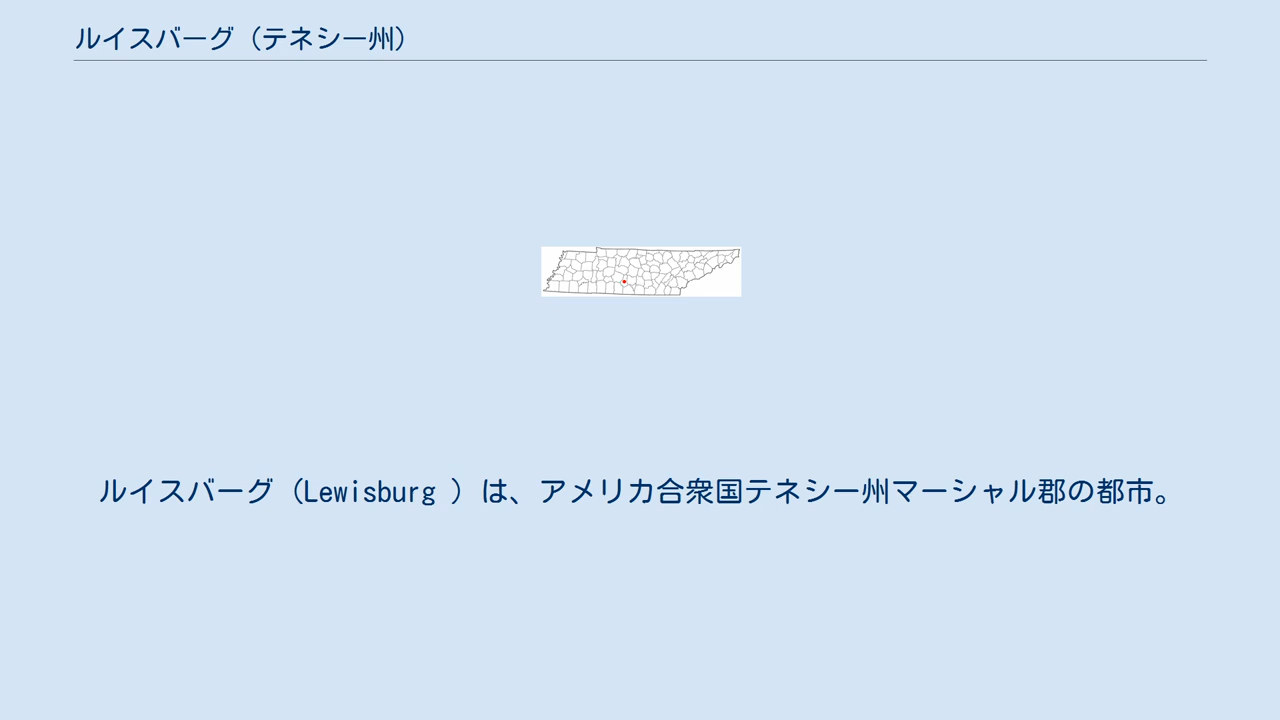 ルイスバーグ（テネシー州）
ルイスバーグ（Lewisburg ）は、アメリカ合衆国テネシー州マーシャル郡の都市。